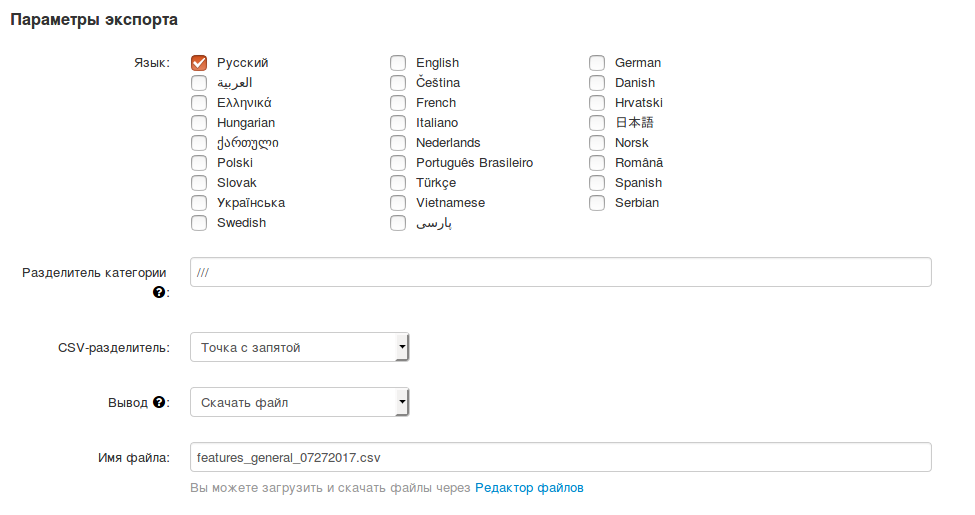 Параметры экспорта
Язык: Русский English German
العربية Čeština Danish
Ελληνικά French Hrvatski
Hungarian Italiano 日本語
ქართული Nederlands Norsk
Polski Português Brasileiro Română
Slovak Türkçe Spanish
Українська Vietnamese Serbian
Swedish پارسی
Разделитель категории ?: ///
CSV-разделитель: Точка с запятой
Вывод ?: Скачать файл
Имя файла: features_general_07272017.csv
Вы можете загрузить и скачать файлы через Редактор файлов